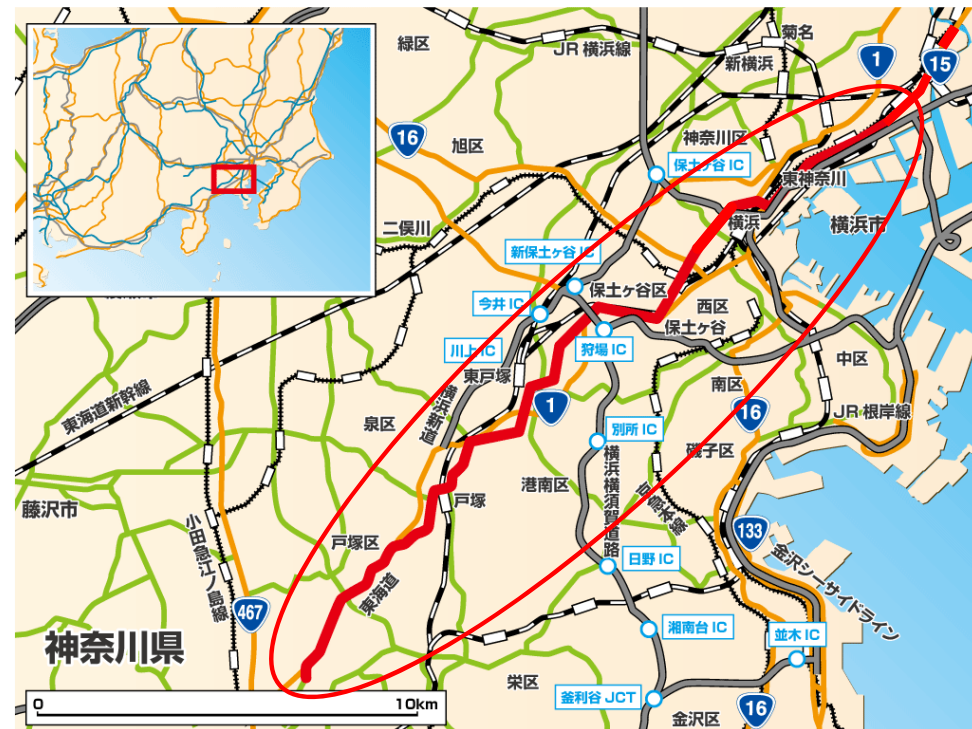 緑区
JR 横浜線
菊名
新横浜
1
15
16
旭区
神奈川区
保土ヶ谷 IC
東神奈川
二俣川
横浜
横浜市
新保土ヶ谷 IC
保土ヶ谷区
今井 IC
西区
保土ヶ谷
川上 IC
狩場 IC
中区
東戸塚
南区
東海道新幹線
横浜新道
1
16
JR 根岸線
泉区
別所 IC
磯子区
港南区
横浜横須賀道路
戸塚
藤沢市
小田急江ノ島線
戸塚区
133
金沢シーサイドライン
日野 IC
東海道
467
湘南台 IC
並木 IC
神奈川県
栄区
釜利谷 JCT
16
金沢区
0
10km